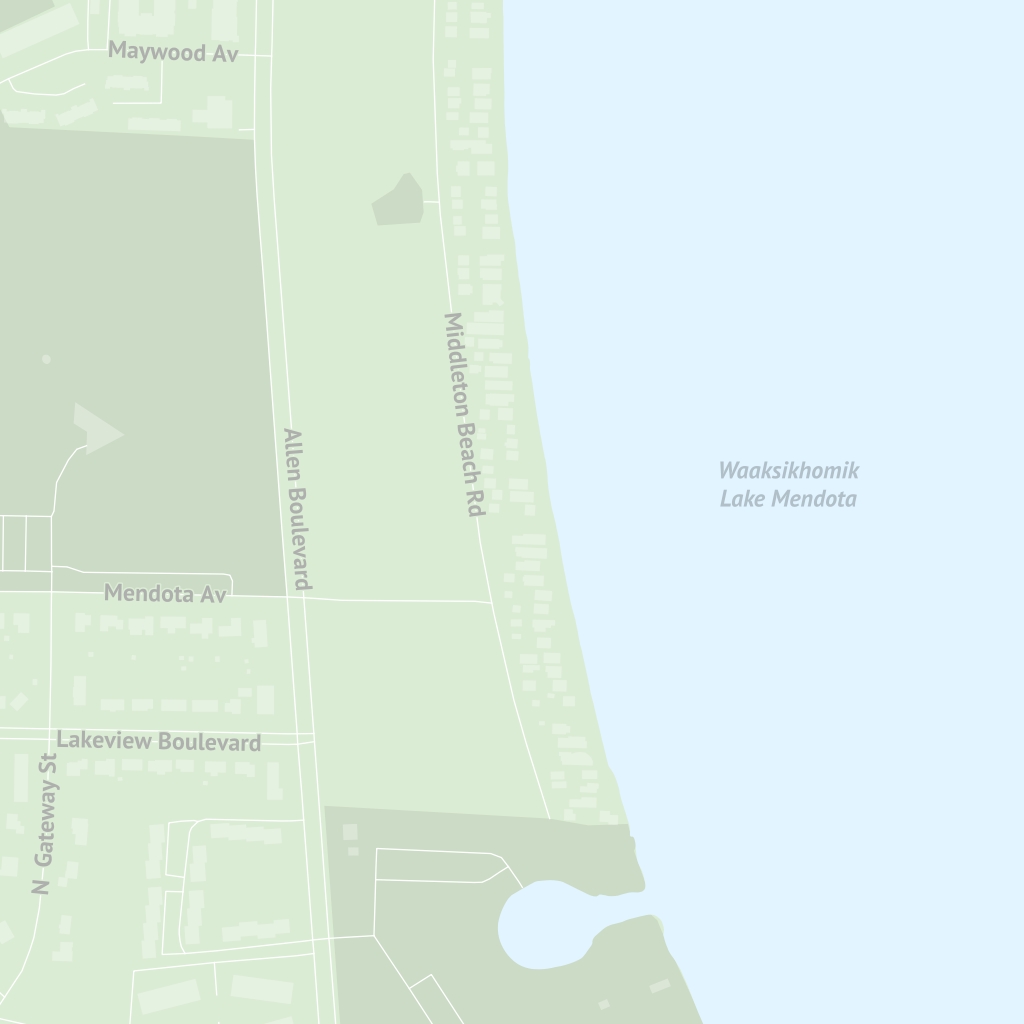 Maywood Av
Middleton Beach Rd
Allen Boulevard
Waaksikhomik
Lake Mendota
Mendota Av
Lakeview Boulevard
N Gateway St